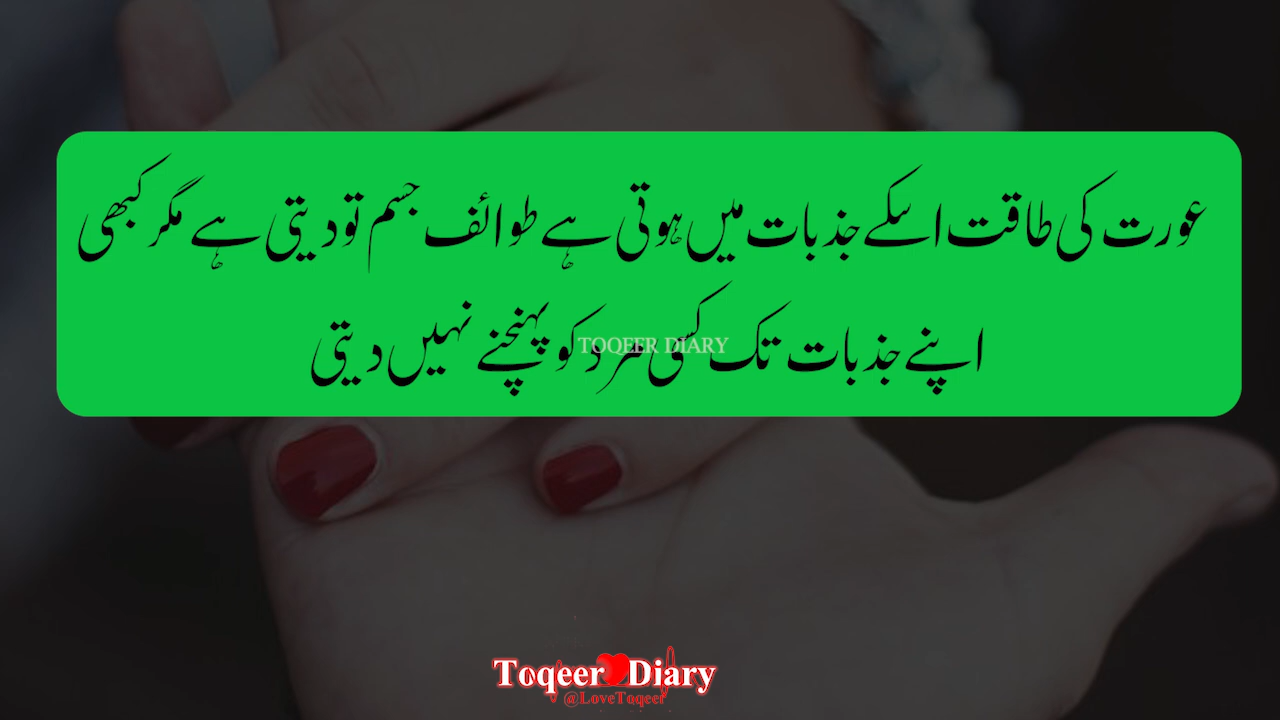 عورت کی طاقت اسکے جذبات میں ہوتی ہے طوائف جسم تو دیتی ہے مگر کبھی
اپنے جذبات تک کسی مرد کو پہنچنے نہیں دیتی
TOQEER DIARY
Toqeer Diary
@LoveToqeer